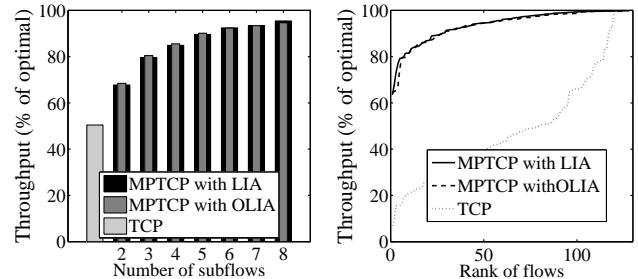 Throughput (% of optimal)
100
80
60
40
20
0
MPTCP with LIA
MPTCP with OLIA
TCP
2 3 4 5 6 7 8
Number of subflows
Throughput (% of optimal)
100
80
60
40
20
0
MPTCP with LIA
MPTCP withOLIA
TCP
0 50 100
Rank of flows